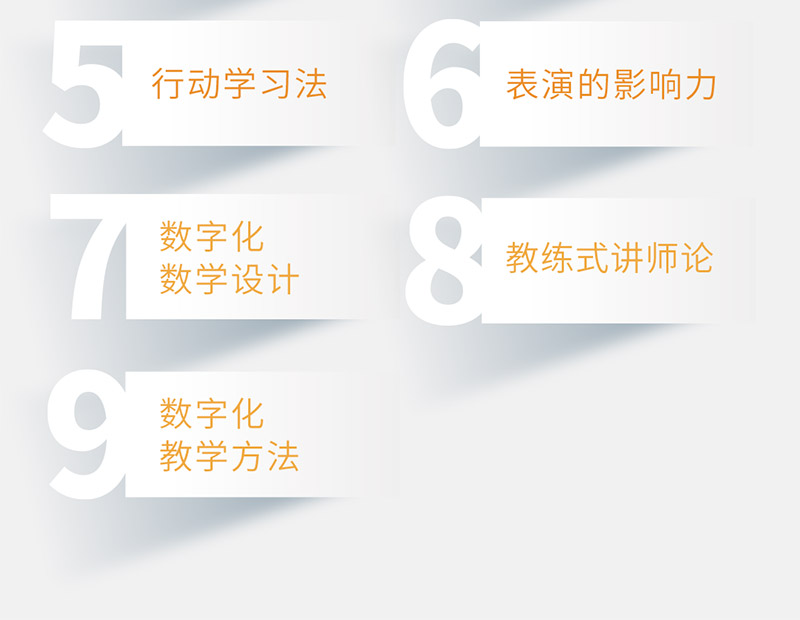 5 行动学习法
6 表演的影响力
7 数字化
数学设计
8 教练式讲师论
9 数字化
教学方法